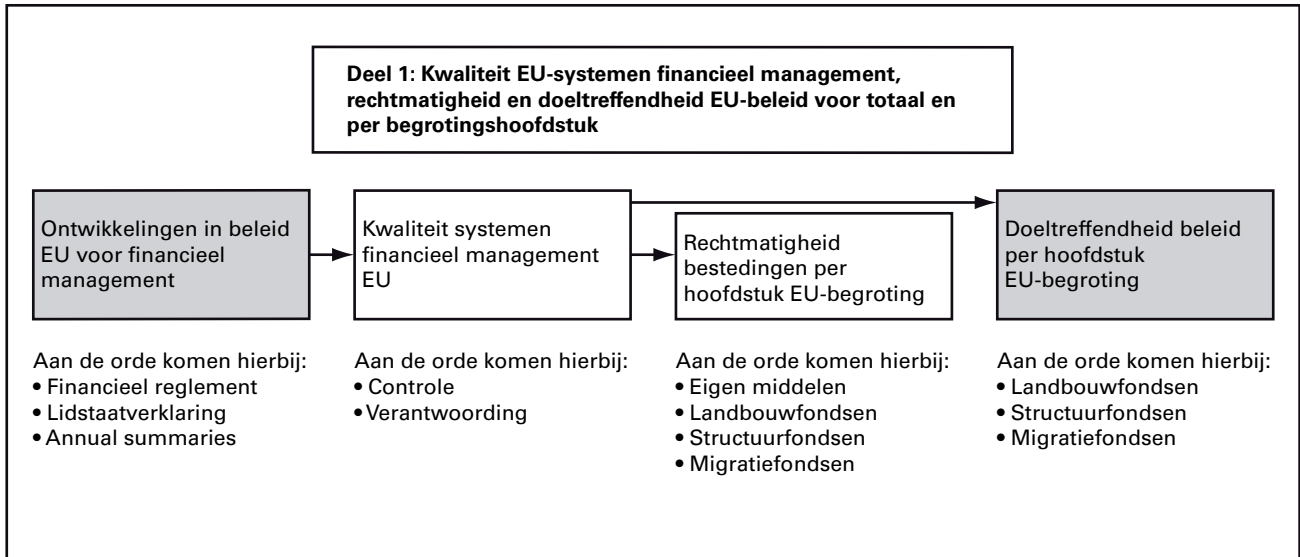 Deel 1: Kwaliteit EU-systemen financieel management,
rechtmatigheid en doeltreffendheid EU-beleid voor totaal en
per begrotingshoofdstuk
Ontwikkelingen in beleid
EU voor financieel
management
Kwaliteit systemen
financieel management
EU
Rechtmatigheid
bestedingen per
hoofdstuk EU-begroting
Doeltreffendheid beleid
per hoofdstuk
EU-begroting
Aan de orde komen hierbij:
• Financieel reglement
• Lidstaatverklaring
• Annual summaries
Aan de orde komen hierbij:
• Controle
• Verantwoording
Aan de orde komen hierbij:
• Eigen middelen
• Landbouwfondsen
• Structuurfondsen
• Migratiefondsen
Aan de orde komen hierbij:
• Landbouwfondsen
• Structuurfondsen
• Migratiefondsen